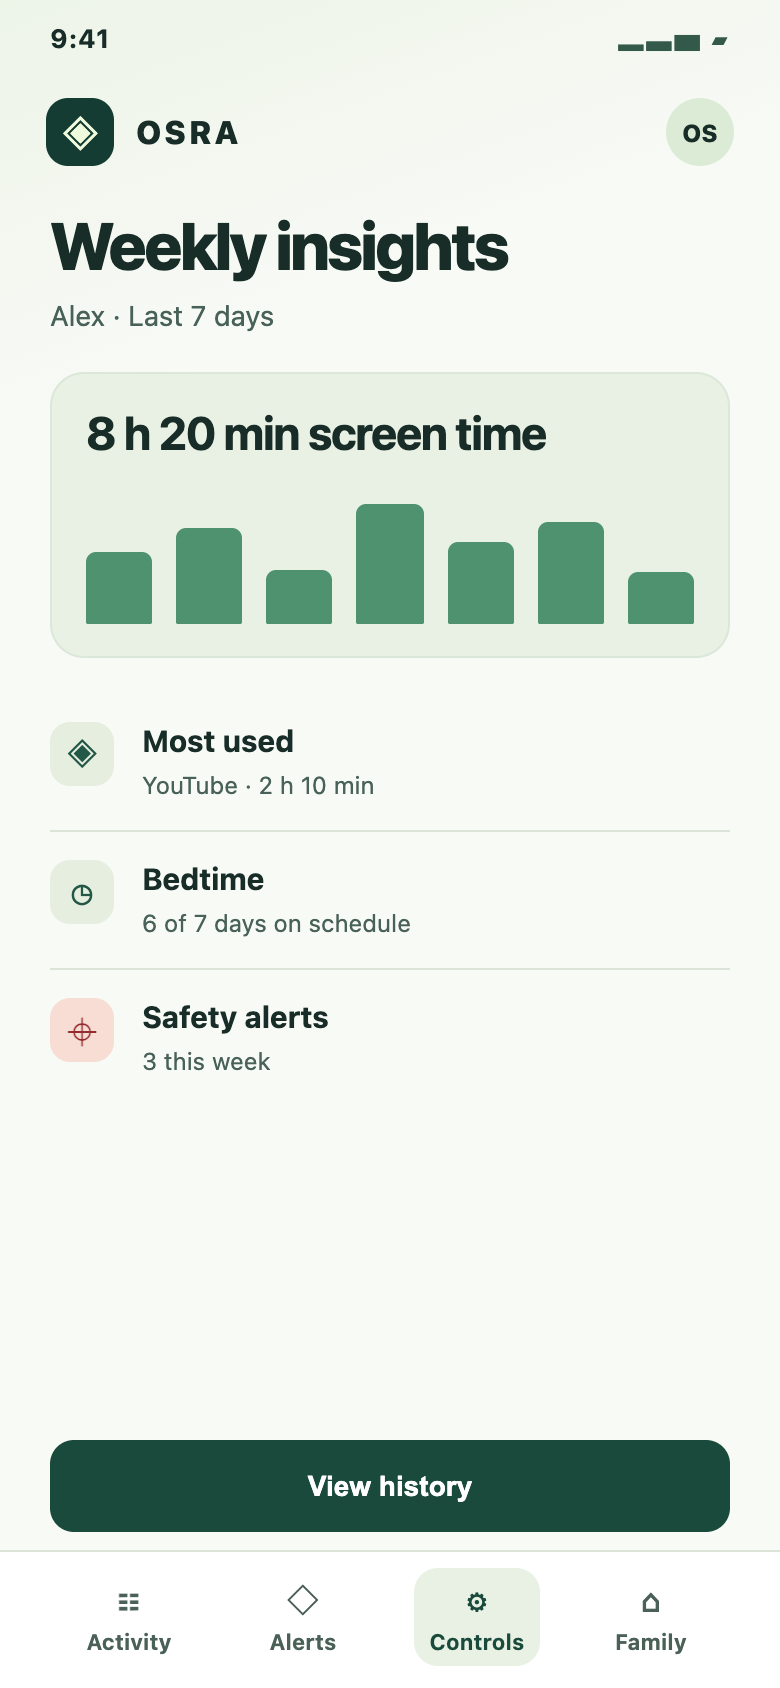 9:41
OSRA
OS
Weekly insights
Alex · Last 7 days
8 h 20 min screen time
Most used
YouTube · 2 h 10 min
Bedtime
6 of 7 days on schedule
Safety alerts
3 this week
View history
Activity
Alerts
Controls
Family